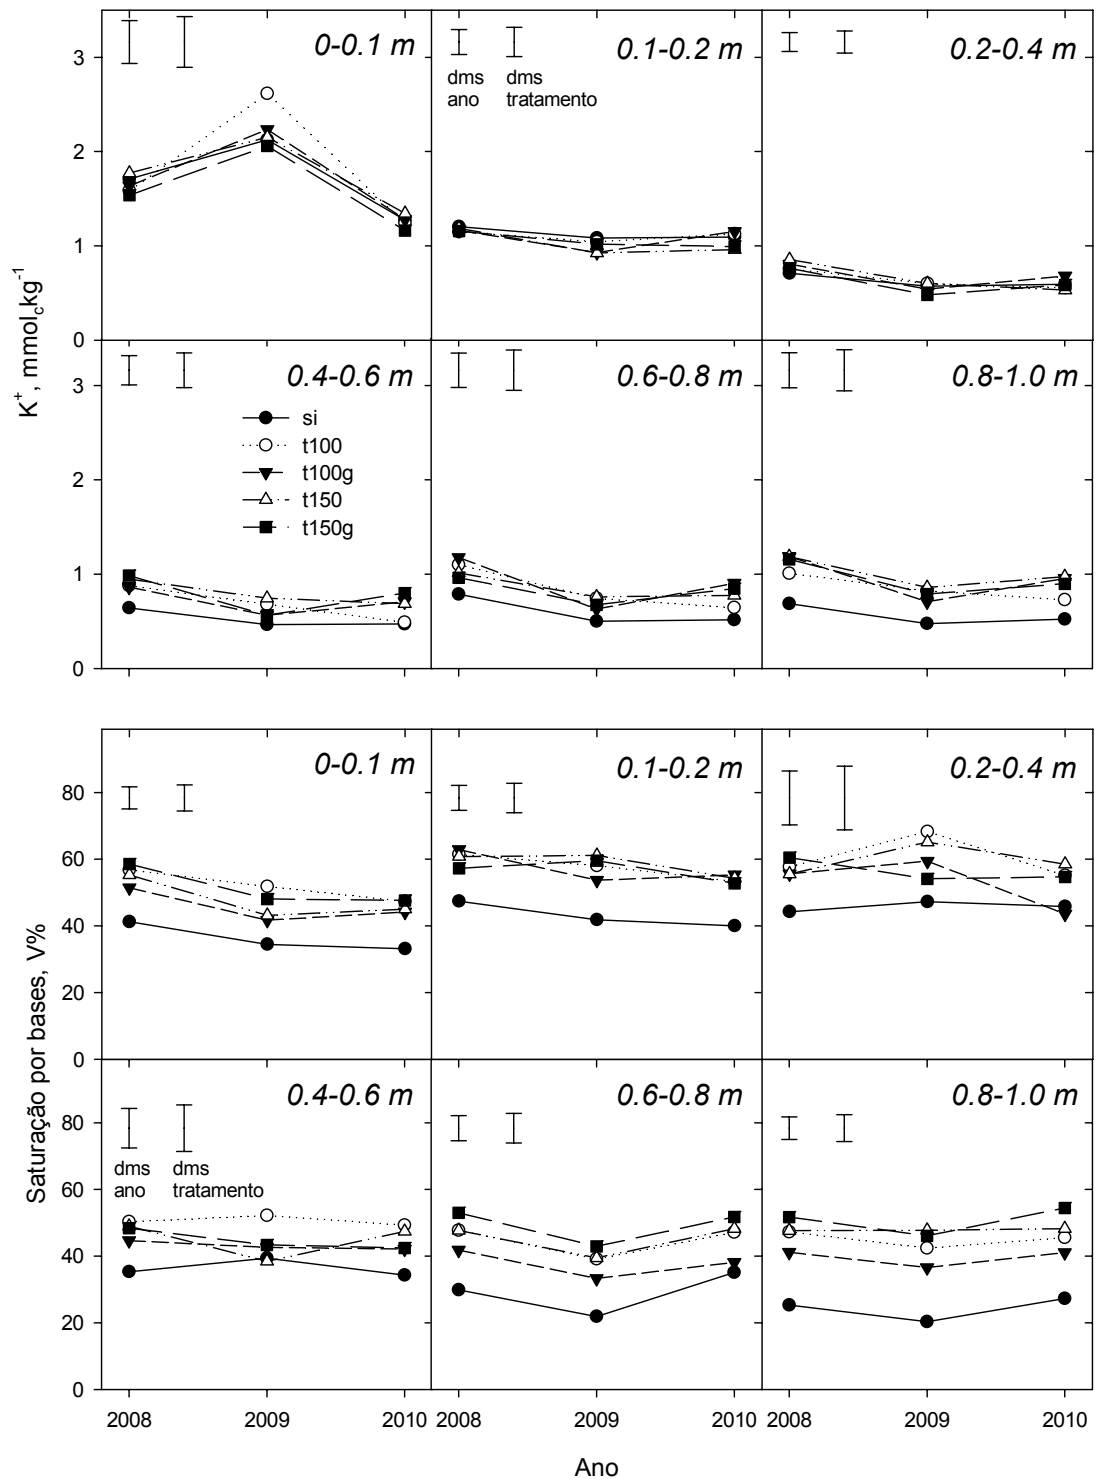 0-0.1 m
0.1-0.2 m
0.2-0.4 m
dms
ano
dms
tratamento
3
2
1
0
K+, mmolckg-1
0.4-0.6 m
0.6-0.8 m
0.8-1.0 m
3
2
1
0
si
t100
t100g
t150
t150g
0-0.1 m
0.1-0.2 m
0.2-0.4 m
80
60
40
20
0
Saturação por bases, V%
0.4-0.6 m
0.6-0.8 m
0.8-1.0 m
dms
ano
dms
tratamento
80
60
40
20
0
2008 2009 2010 2008 2009 2010 2008 2009 2010
Ano